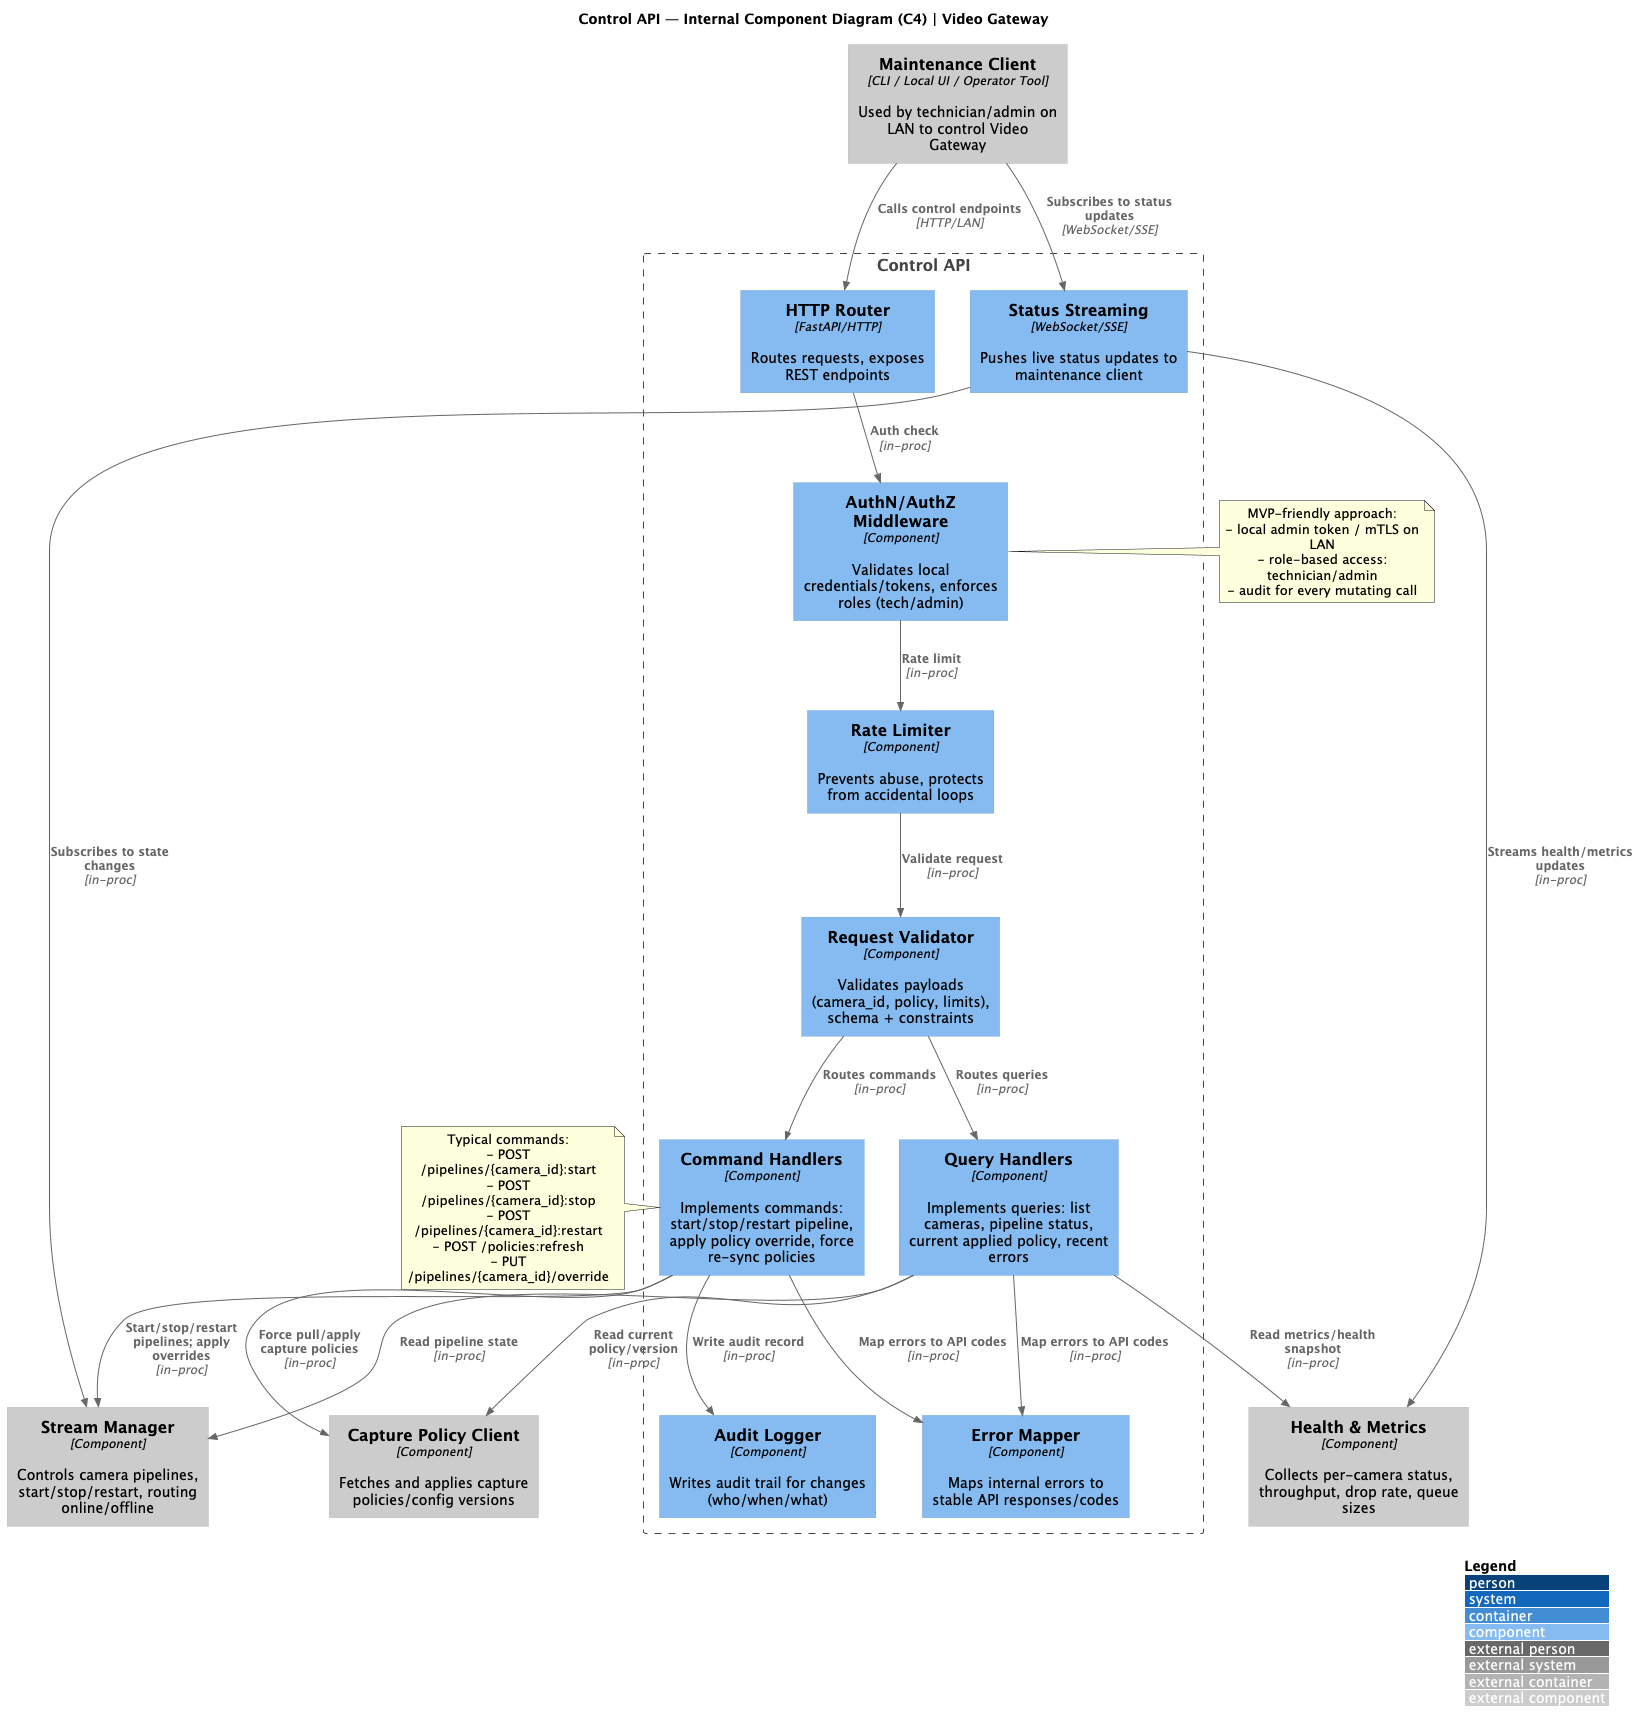 Control API — Internal Component Diagram (C4) | Video Gateway
Maintenance Client
[CLI / Local UI / Operator Tool]
Used by technician/admin on
LAN to control Video
Gateway
Calls control endpoints
[HTTP/LAN]
Subscribes to status
updates
[WebSocket/SSE]
Control API
HTTP Router
[FastAPI/HTTP]
Routes requests, exposes
REST endpoints
Status Streaming
[WebSocket/SSE]
Pushes live status updates to
maintenance client
Auth check
[in-proc]
AuthN/AuthZ
Middleware
[Component]
Validates local
credentials/tokens, enforces
roles (tech/admin)
MVP-friendly approach:
- local admin token / mTLS on
LAN
- role-based access:
technician/admin
- audit for every mutating call
Rate limit
[in-proc]
Rate Limiter
[Component]
Prevents abuse, protects
from accidental loops
Subscribes to state
changes
[in-proc]
Validate request
[in-proc]
Streams health/metrics
updates
[in-proc]
Request Validator
[Component]
Validates payloads
(camera_id, policy, limits),
schema + constraints
Routes commands
[in-proc]
Routes queries
[in-proc]
Typical commands:
- POST
/pipelines/{camera_id}:start
- POST
/pipelines/{camera_id}:stop
- POST
/pipelines/{camera_id}:restart
- POST /policies:refresh
- PUT
/pipelines/{camera_id}/override
Command Handlers
[Component]
Implements commands:
start/stop/restart pipeline,
apply policy override, force
re-sync policies
Query Handlers
[Component]
Implements queries: list
cameras, pipeline status,
current applied policy, recent
errors
Start/stop/restart
pipelines; apply
overrides
[in-proc]
Force pull/apply
capture policies
[in-proc]
Read pipeline state
[in-proc]
Read current
policy/version
[in-proc]
Write audit record
[in-proc]
Map errors to API codes
[in-proc]
Map errors to API codes
[in-proc]
Read metrics/health
snapshot
[in-proc]
Stream Manager
[Component]
Controls camera pipelines,
start/stop/restart, routing
online/offline
Capture Policy Client
[Component]
Fetches and applies capture
policies/config versions
Audit Logger
[Component]
Writes audit trail for changes
(who/when/what)
Error Mapper
[Component]
Maps internal errors to
stable API responses/codes
Health & Metrics
[Component]
Collects per-camera status,
throughput, drop rate, queue
sizes
Legend
person
system
container
component
external person
external system
external container
external component